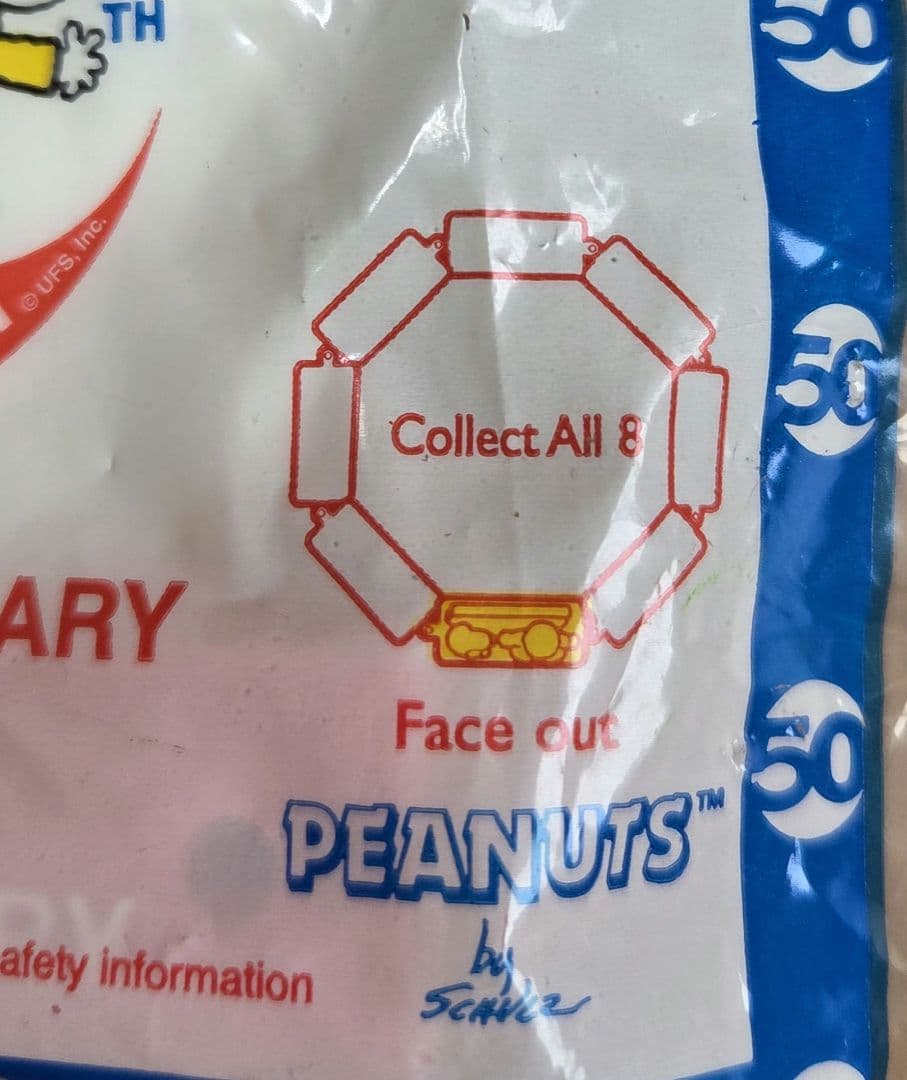 TH
50
© UFS, Inc.
50
Collect All 8
ARY
Face out
50
PEANUTS™
by
SCHULZ
afety information